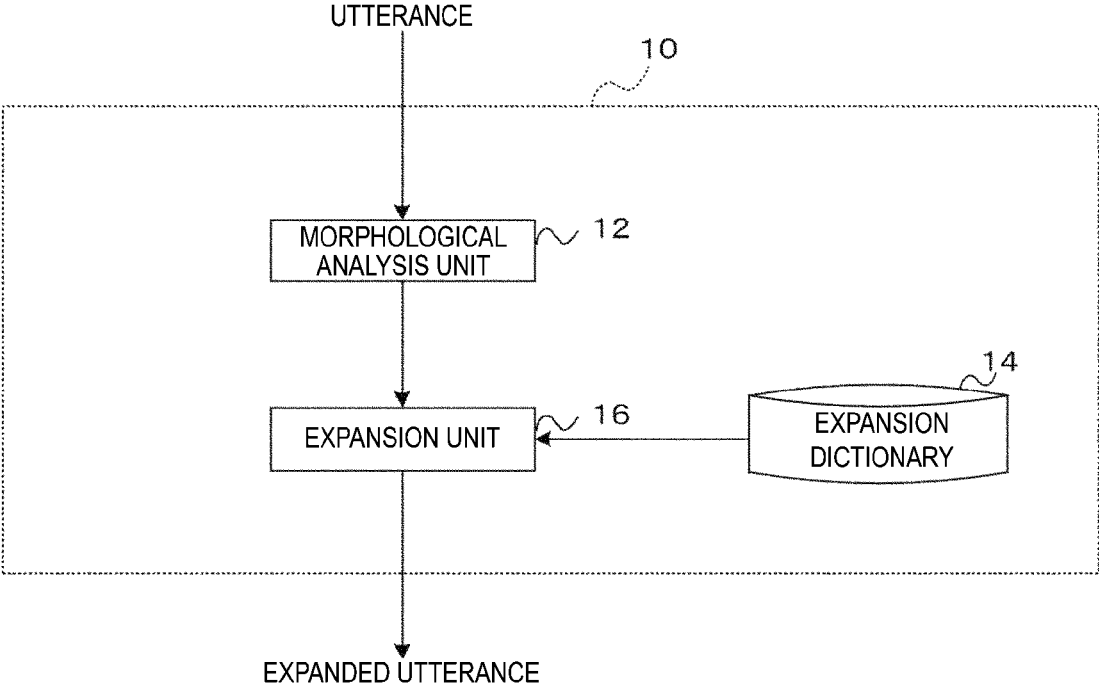 UTTERANCE
10
MORPHOLOGICAL
ANALYSIS UNIT
12
14
EXPANSION UNIT
16
EXPANSION
DICTIONARY
EXPANDED UTTERANCE